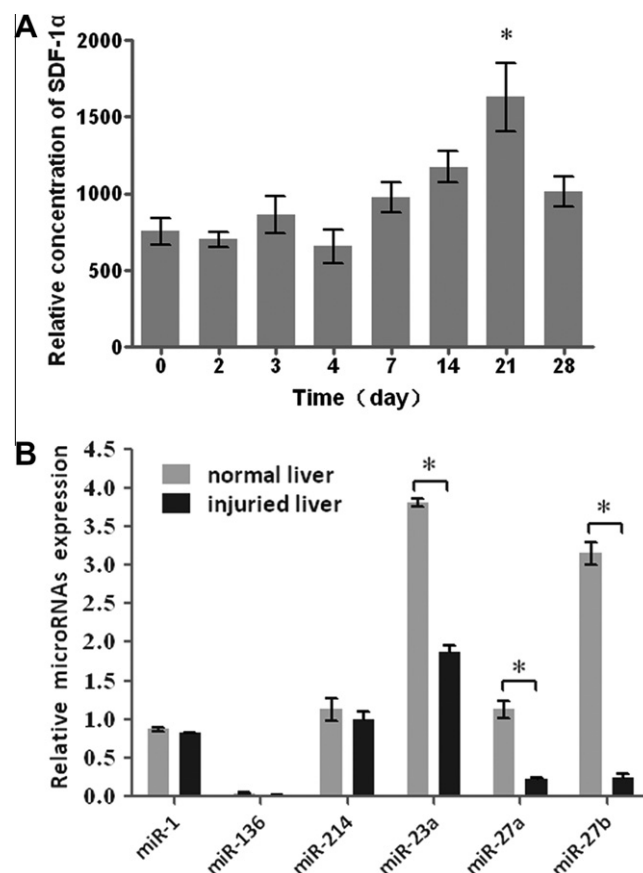 A
Relative concentration of SDF-1α
2000
1500
1000
500
0
*
0 2 3 4 7 14 21 28
Time（day）
B
Relative microRNAs expression
4.5
4.0
3.5
3.0
2.5
2.0
1.5
1.0
0.5
0.0
normal liver
injuried liver
*
*
*
miR-1 miR-136 miR-214 miR-23a miR-27a miR-27b